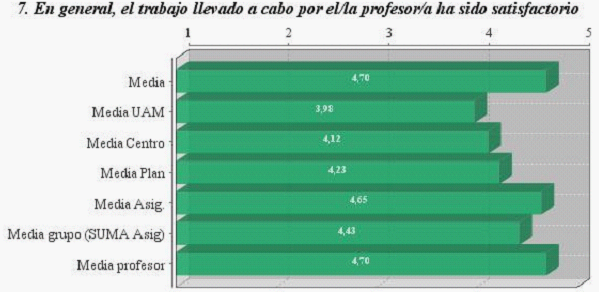 7. En general, el trabajo llevado a cabo por el/la profesor/a ha sido satisfactorio
1 2 3 4 5
Media 4,70
Media UAM 3,98
Media Centro 4,12
Media Plan 4,23
Media Asig. 4,65
Media grupo (SUMA Asig) 4,43
Media profesor 4,70